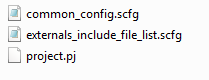 common_config.scfg
externals_include_file_list.scfg
project.pj